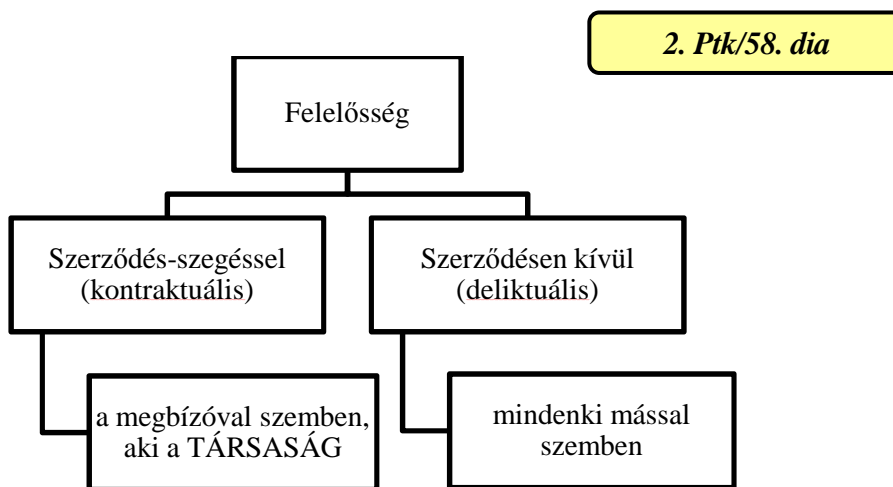 2. Ptk/58. dia
Felelősség
Szerződés-szegéssel
(kontraktuális)
Szerződésen kívül
(deliktuális)
a megbízóval szemben,
aki a TÁRSASÁG
mindenki mással
szemben